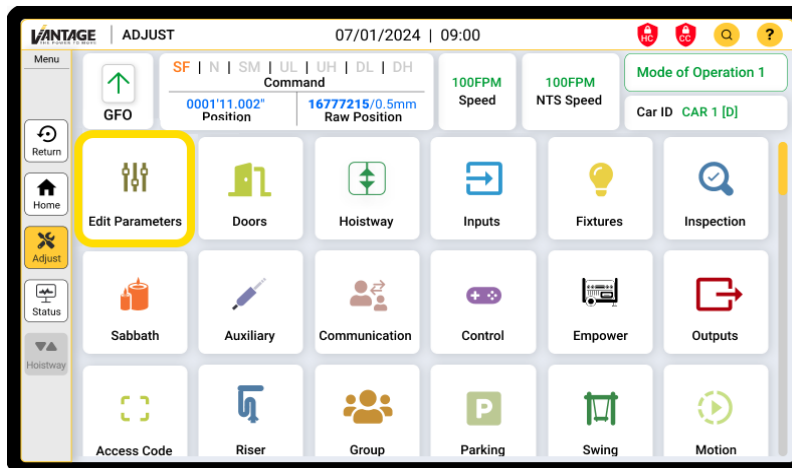 VANTAGE | ADJUST 07/01/2024 | 09:00 HC CC ?
THE POWER TO MOVE
Menu
Return
Home
Adjust
Status
Hoistway
GFO
SF | N | SM | UL | UH | DL | DH
Command
0001'11.002"
Position
16777215/0.5mm
Raw Position
100FPM
Speed
100FPM
NTS Speed
Mode of Operation 1
Car ID CAR 1 [D]
Edit Parameters Doors Hoistway Inputs Fixtures Inspection
Sabbath Auxiliary Communication Control Empower Outputs
P
Access Code Riser Group Parking Swing Motion